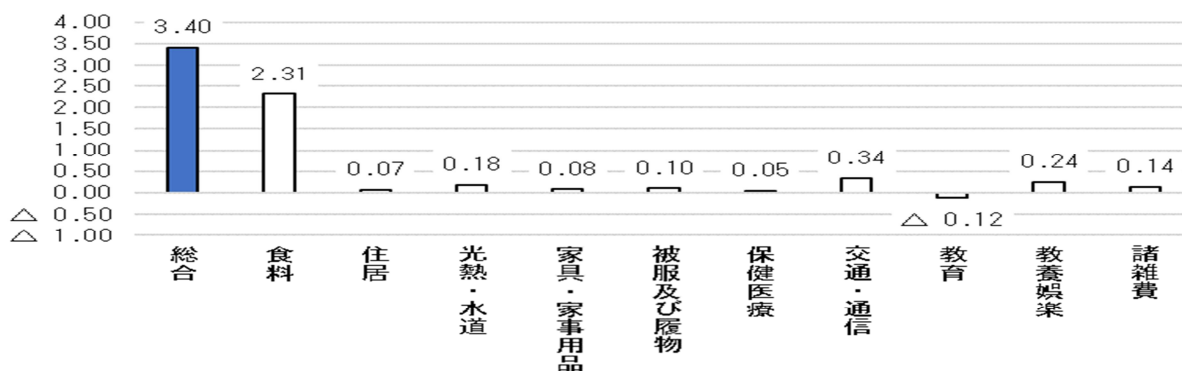 4.00
3.50
3.00
2.50
2.00
1.50
1.00
0.50
0.00
△ 0.50
△ 1.00
3.40
2.31
0.07
0.18
0.08
0.10
0.05
0.34
△ 0.12
0.24
0.14
総合
食料
住居
光熱・水道
家具・家事用品
被服及び履物
保健医療
交通・通信
教育
教養娯楽
諸雑費